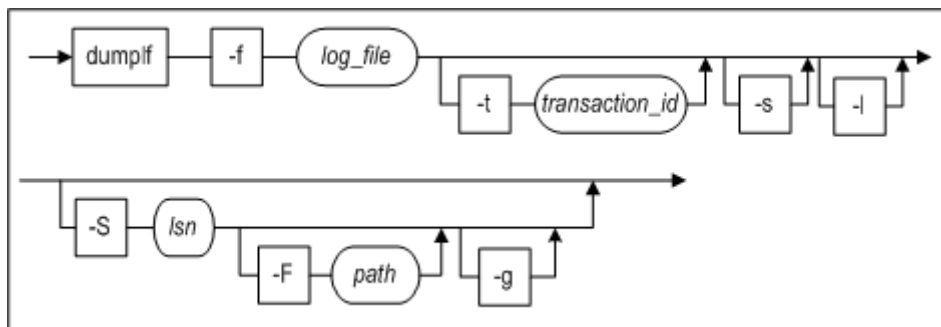 dumplf -f log_file
-t transaction_id -s -l
-S lsn
-F path -g